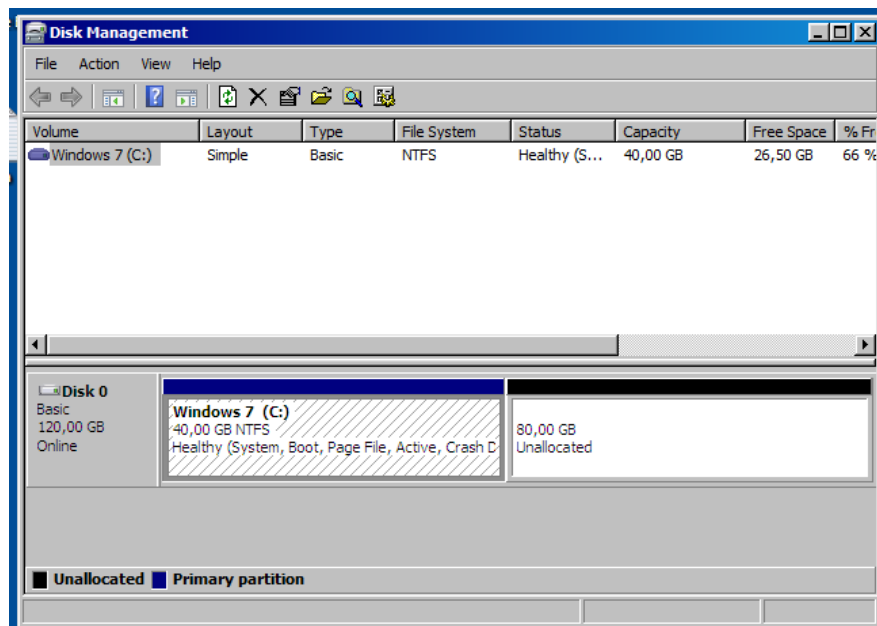 Disk Management
File Action View Help
Volume Layout Type File System Status Capacity Free Space % Fr
Windows 7 (C:) Simple Basic NTFS Healthy (S... 40,00 GB 26,50 GB 66 %
Disk 0
Basic
120,00 GB
Online
Windows 7 (C:)
40,00 GB NTFS
Healthy (System, Boot, Page File, Active, Crash D
80,00 GB
Unallocated
Unallocated Primary partition